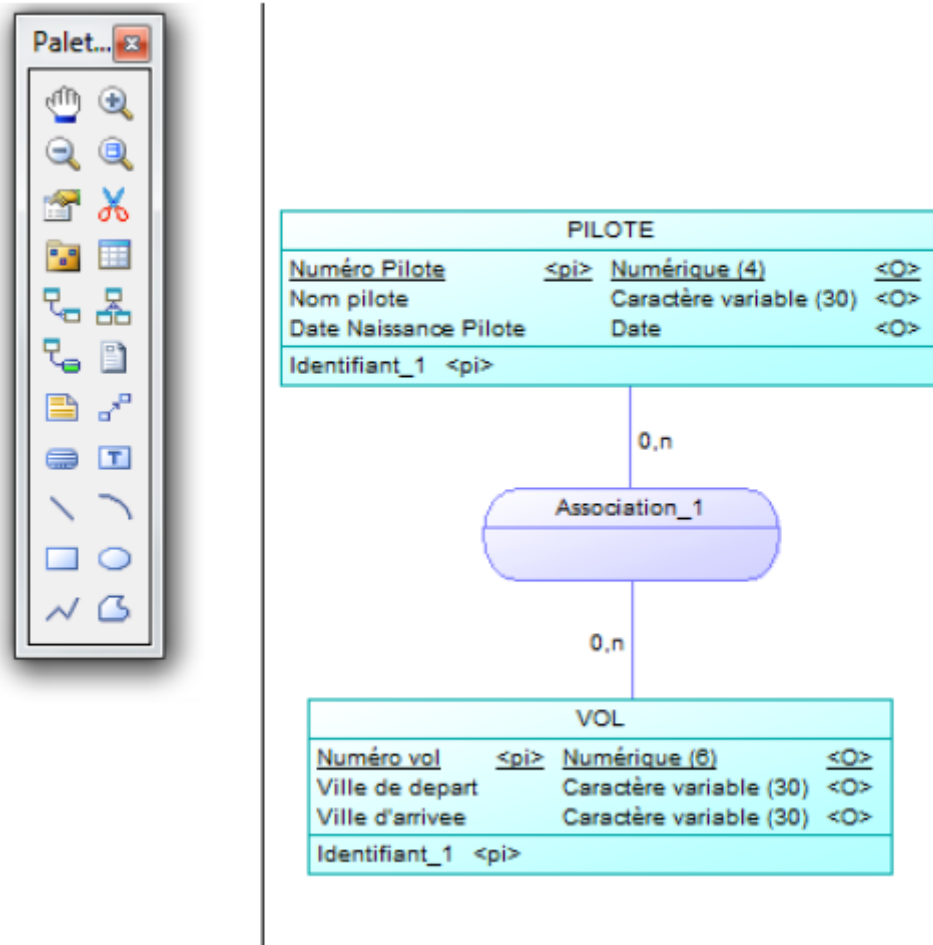 Palet...
T
PILOTE
Numéro Pilote <pi> Numérique (4) <O>
Nom pilote Caractère variable (30) <O>
Date Naissance Pilote Date <O>
Identifiant_1 <pi>
0,n
Association_1
0,n
VOL
Numéro vol <pi> Numérique (6) <O>
Ville de depart Caractère variable (30) <O>
Ville d'arrivee Caractère variable (30) <O>
Identifiant_1 <pi>